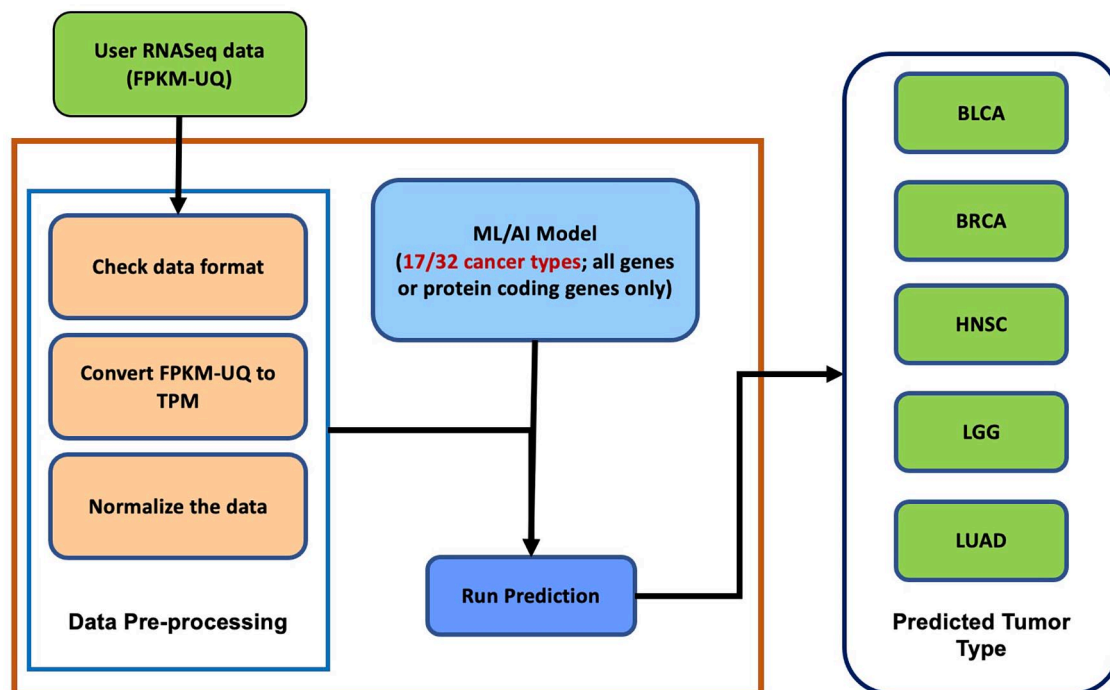 User RNASeq data
(FPKM-UQ)
Check data format
Convert FPKM-UQ to
TPM
Normalize the data
Data Pre-processing
ML/AI Model
(17/32 cancer types; all genes
or protein coding genes only)
Run Prediction
BLCA
BRCA
HNSC
LGG
LUAD
Predicted Tumor
Type